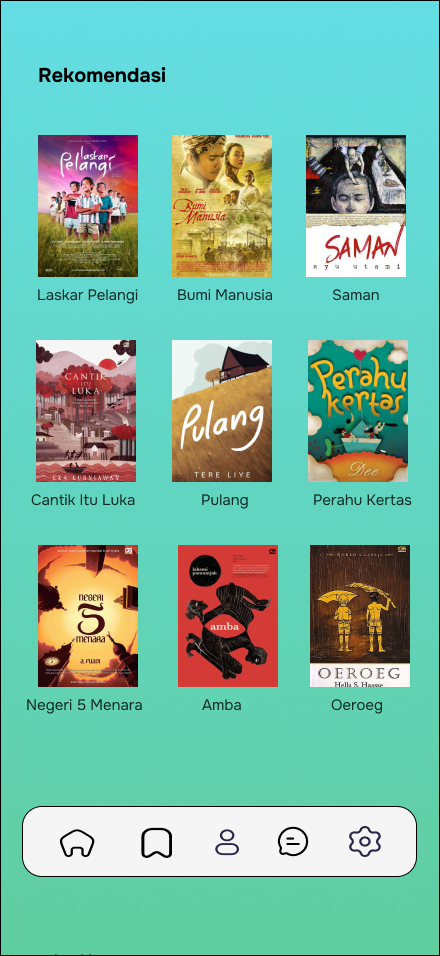 Rekomendasi
laskar
pelangi
Bumi
Manusia
SAMAN
ayu utami
Laskar Pelangi
Bumi Manusia
Saman
CANTIK
ITU
LUKA
EKA KURNIAWAN
Pulang
TERE LIYE
Perahu
kertas
Dee
Cantik Itu Luka
Pulang
Perahu Kertas
NEGERI
5
MENARA
A. FUADI
laksmi
pamuntjak
amba
WORLD CLASSIC
OEROEG
Hella S. Haasse
Negeri 5 Menara
Amba
Oeroeg